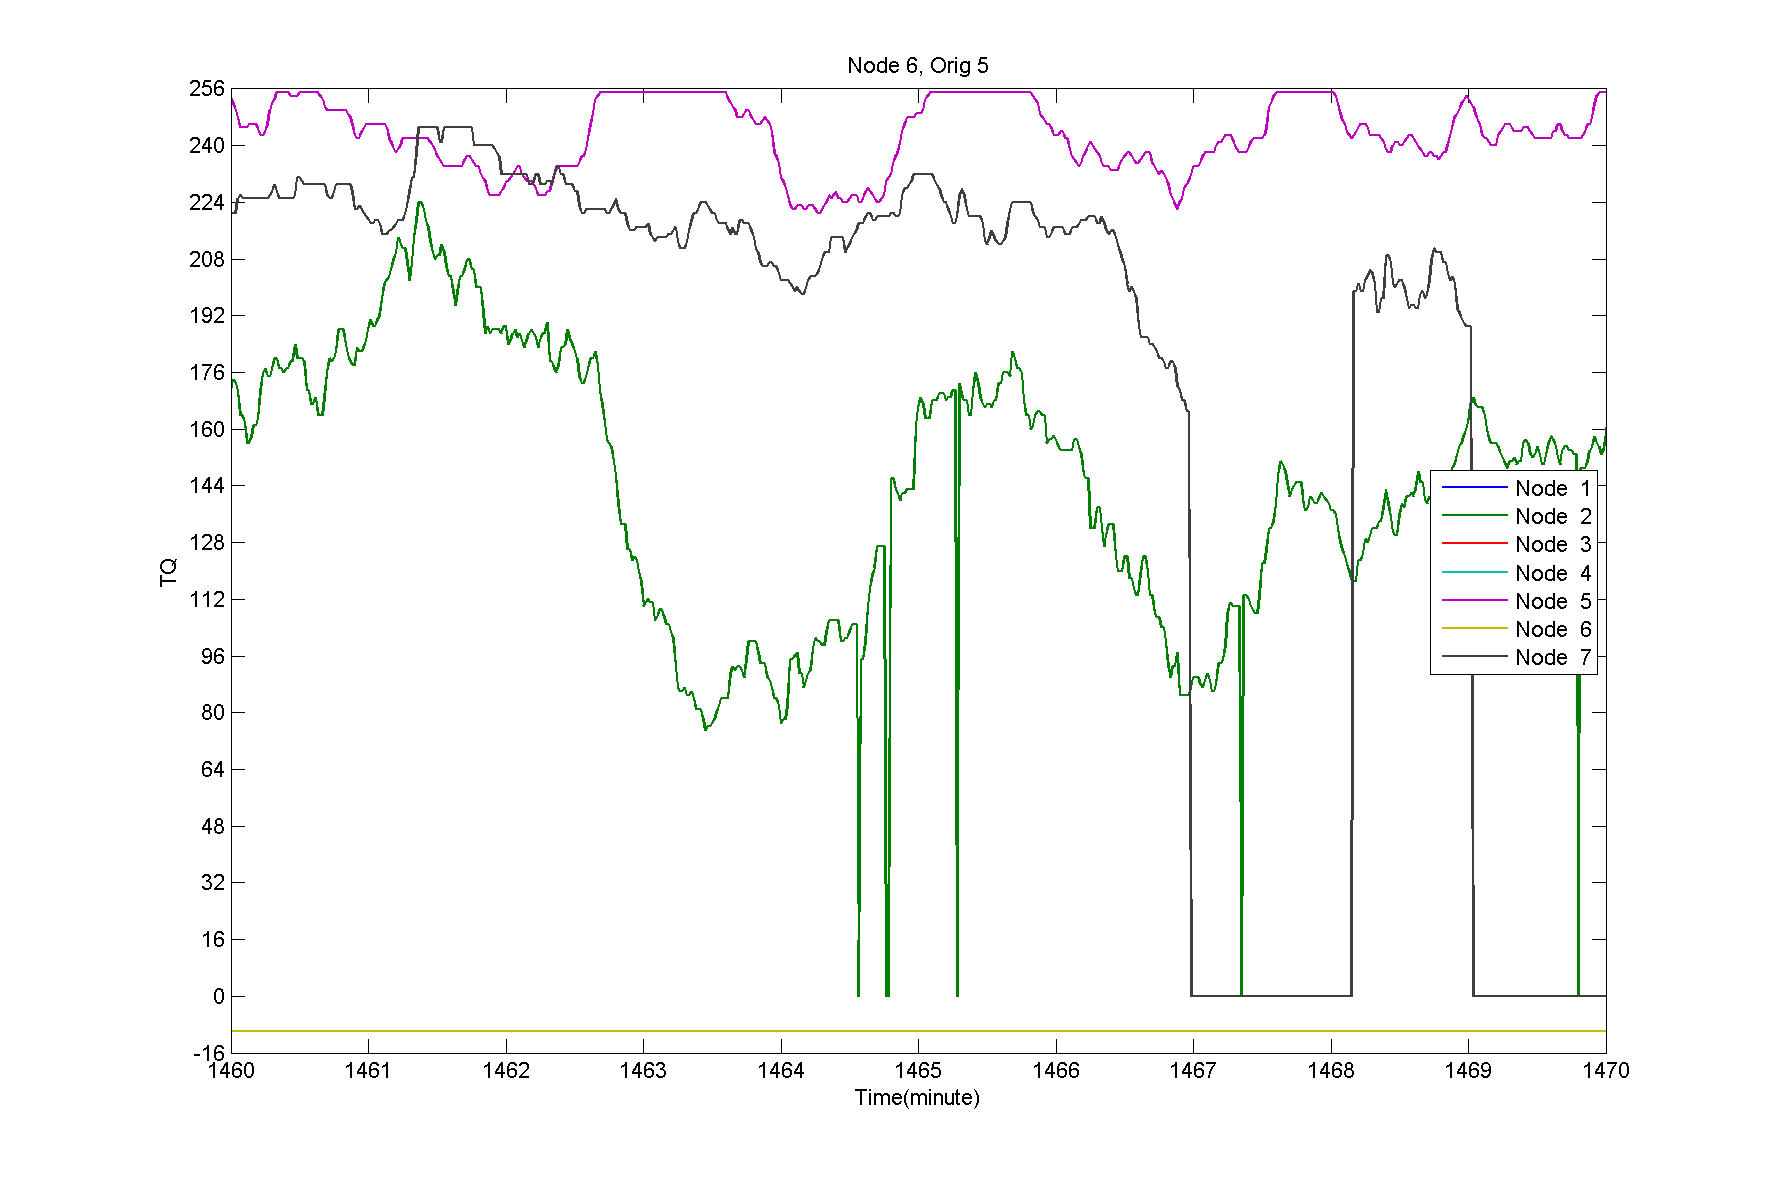 Node 6, Orig 5
256
240
224
208
192
176
160
144
128
112
96
80
64
48
32
16
0
-16
TQ
Node 1
Node 2
Node 3
Node 4
Node 5
Node 6
Node 7
1460 1461 1462 1463 1464 1465 1466 1467 1468 1469 1470
Time(minute)